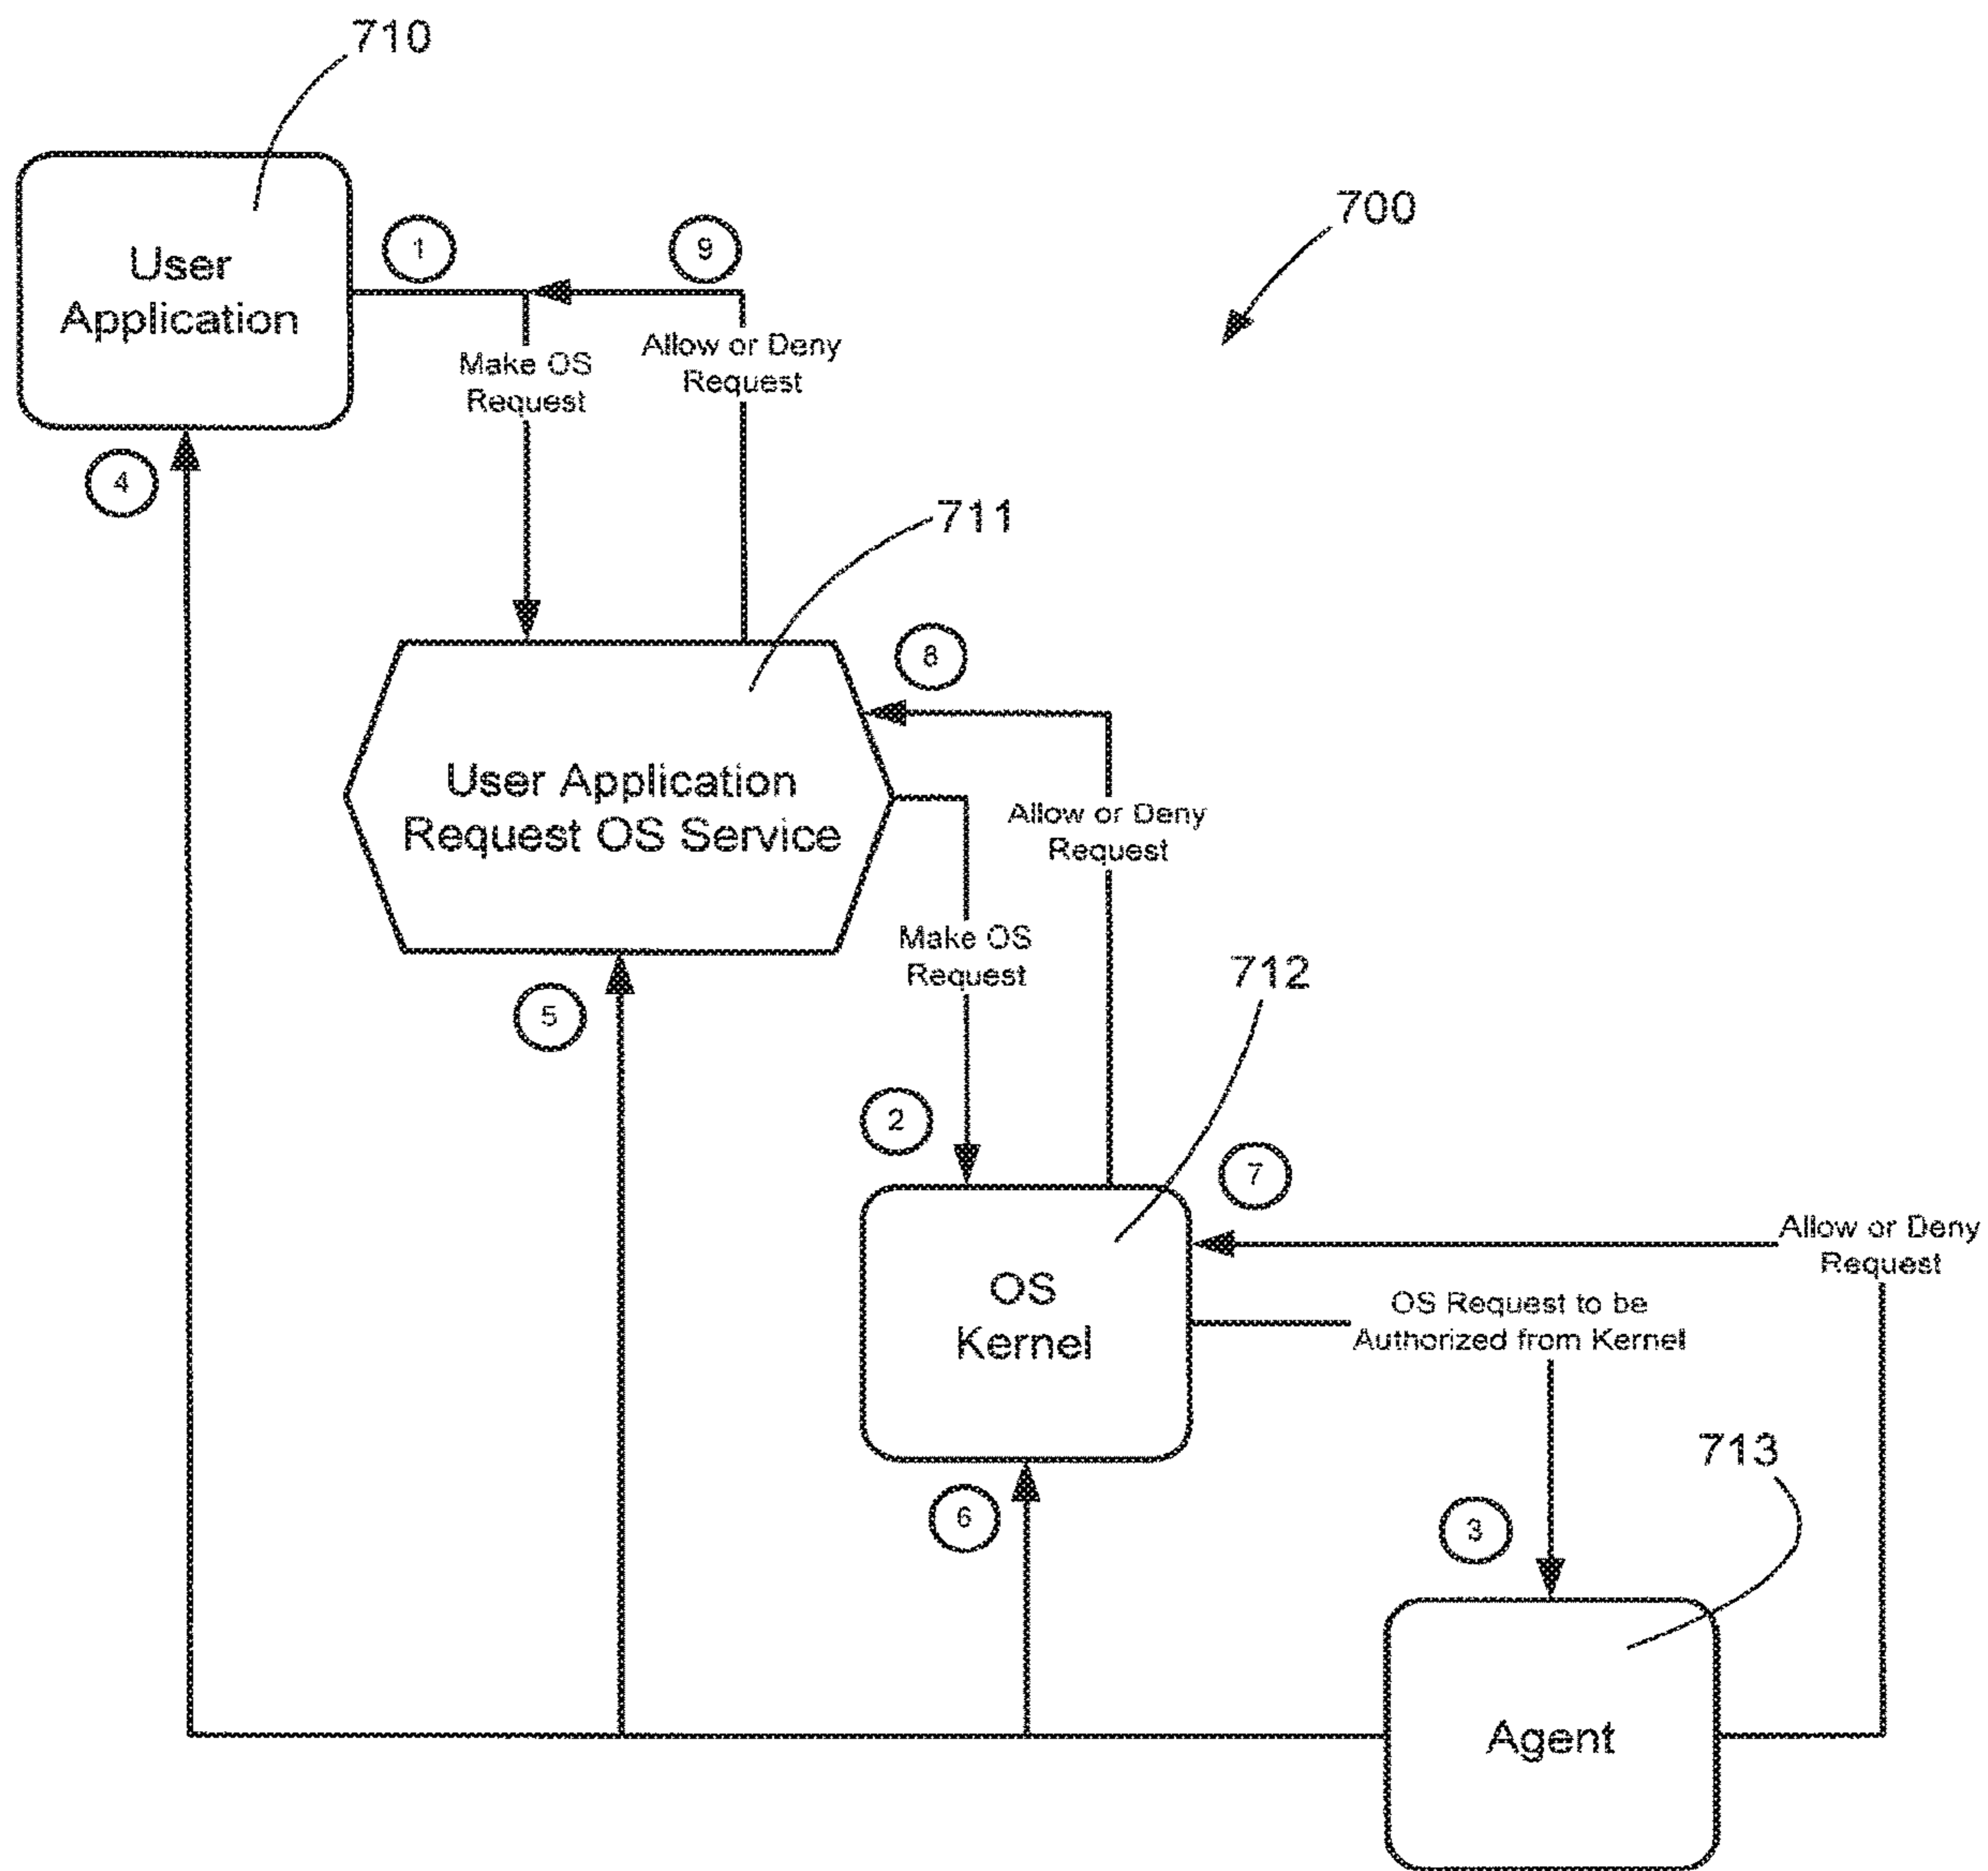 710
700
User
Application
1
9
Make OS
Request
Allow or Deny
Request
4
711
8
User Application
Request OS Service
Allow or Deny
Request
Make OS
Request
5
712
2
7
Allow or Deny
Request
OS
Kernel
OS Request to be
Authorized from Kernel
713
6
3
Agent